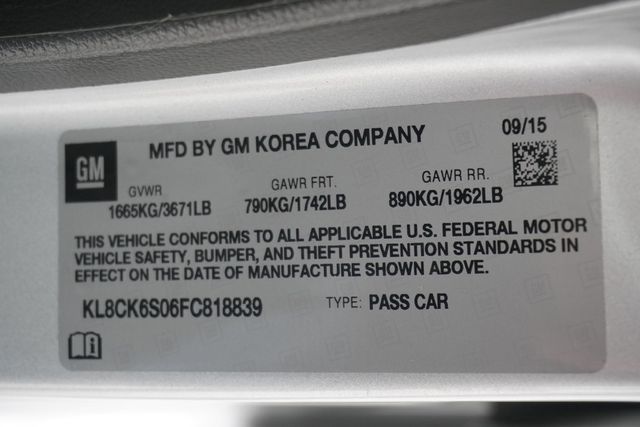 MFD BY GM KOREA COMPANY 09/15
GM
GVWR GAWR FRT. GAWR RR.
1665KG/3671LB 790KG/1742LB 890KG/1962LB
THIS VEHICLE CONFORMS TO ALL APPLICABLE U.S. FEDERAL MOTOR
VEHICLE SAFETY, BUMPER, AND THEFT PREVENTION STANDARDS IN
EFFECT ON THE DATE OF MANUFACTURE SHOWN ABOVE.
KL8CK6S06FC818839 TYPE: PASS CAR
i